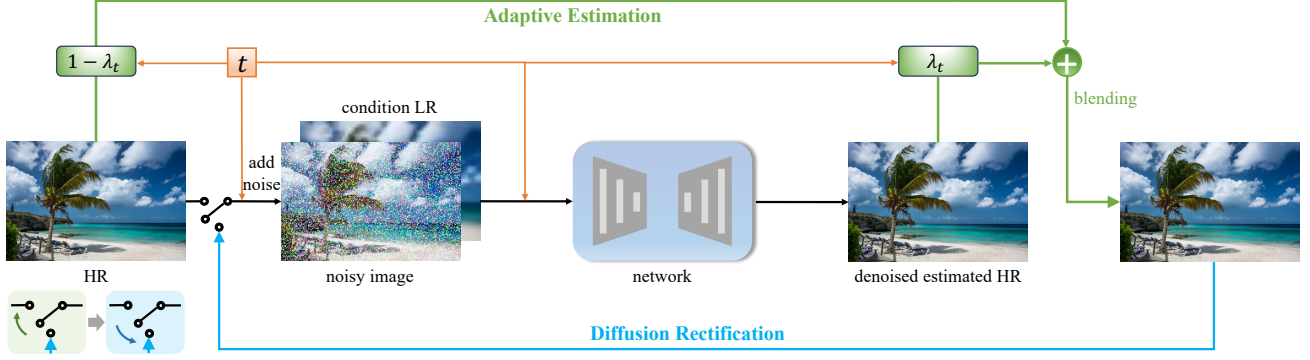 Adaptive Estimation
1 − λₜ
t
λₜ
+
condition LR
blending
add
noise
HR
noisy image
network
denoised estimated HR
Diffusion Rectification